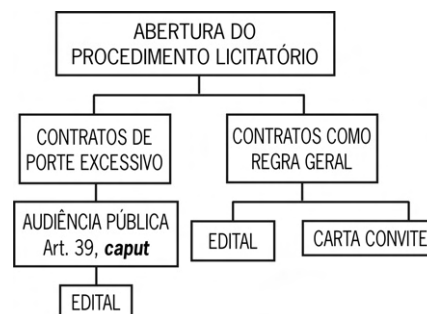 ABERTURA DO
PROCEDIMENTO LICITATÓRIO
CONTRATOS DE
PORTE EXCESSIVO
CONTRATOS COMO
REGRA GERAL
AUDIÊNCIA PÚBLICA
Art. 39, caput
EDITAL
CARTA CONVITE
EDITAL